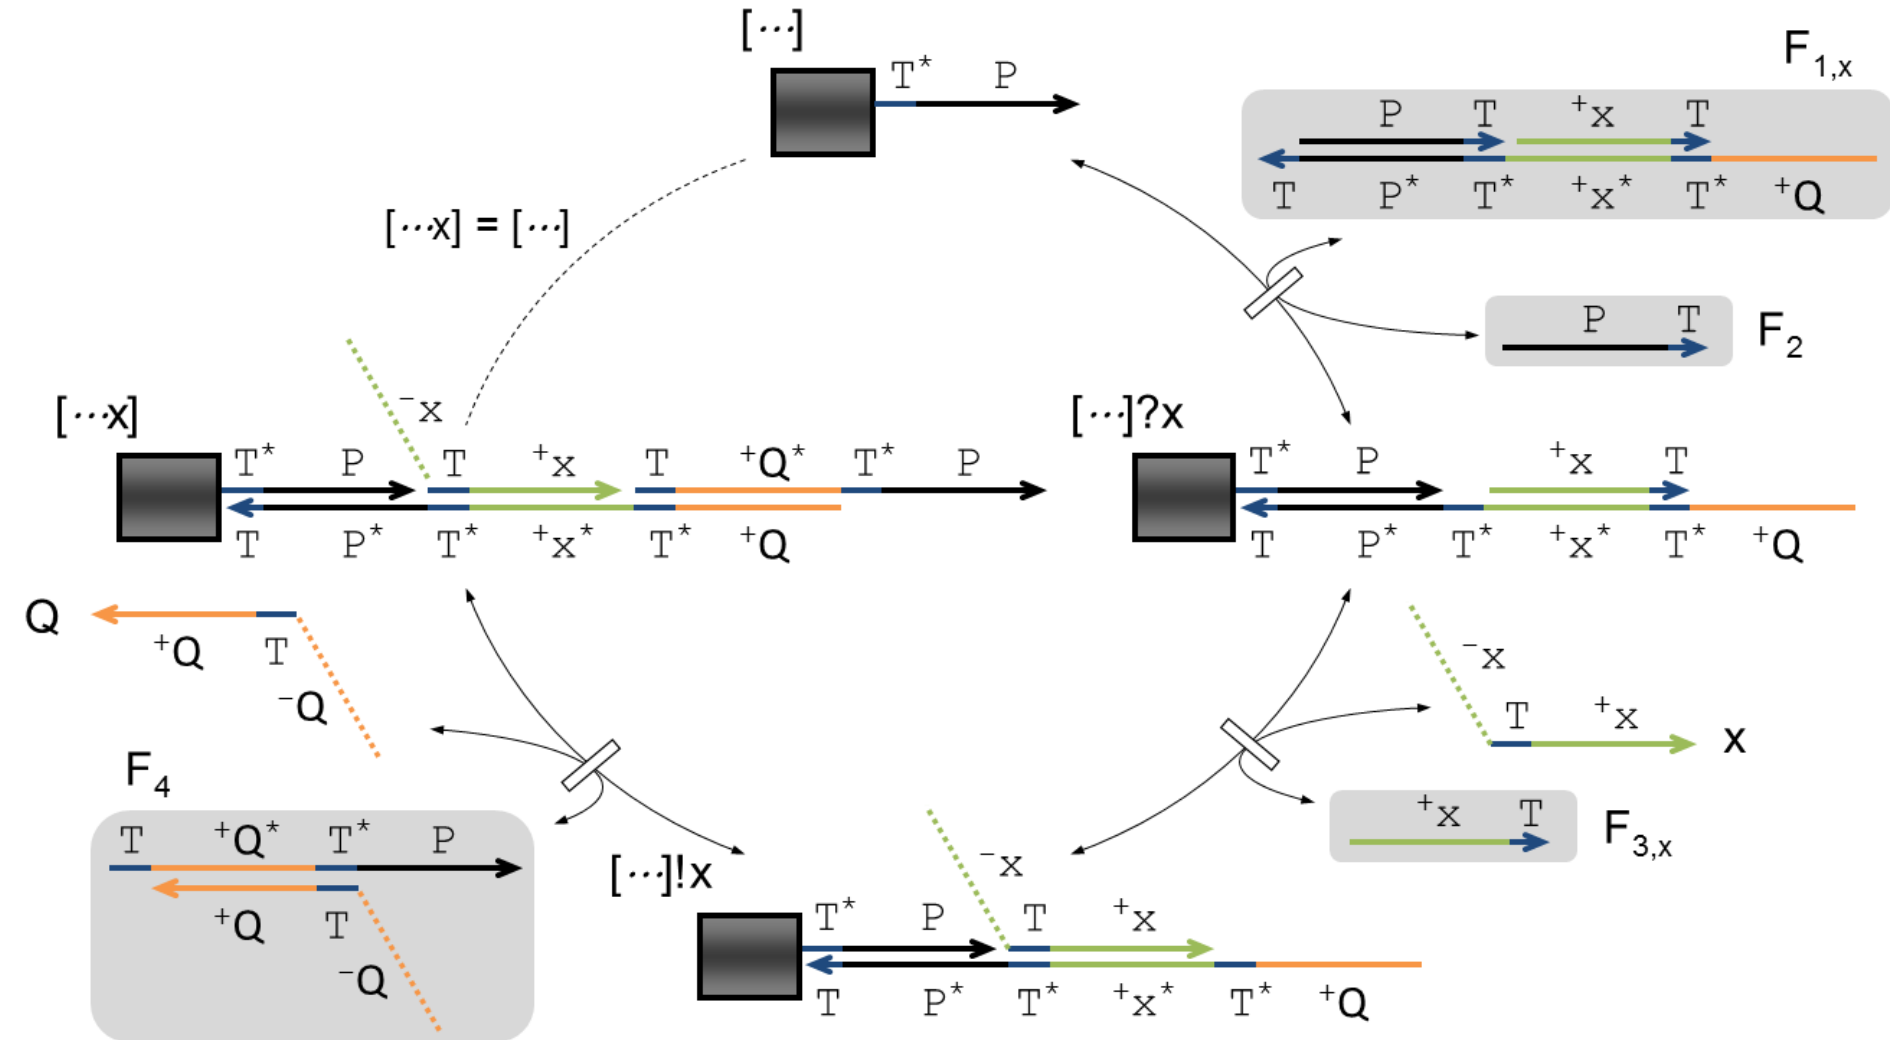 [⋯]
T* P
F1,x
P T +x T
T P* T* +x* T* +Q
[⋯x] = [⋯]
P T
F2
[⋯x]
−x
T* P T +x T +Q* T* P
T P* T* +x* T* +Q
[⋯]?x
T* P +x T
T P* T* +x* T* +Q
Q
+Q T
−Q
−x
T +x
x
F4
T +Q* T* P
+Q T
−Q
+x T
F3,x
[⋯]!x
−x
T* P T +x
T P* T* +x* T* +Q